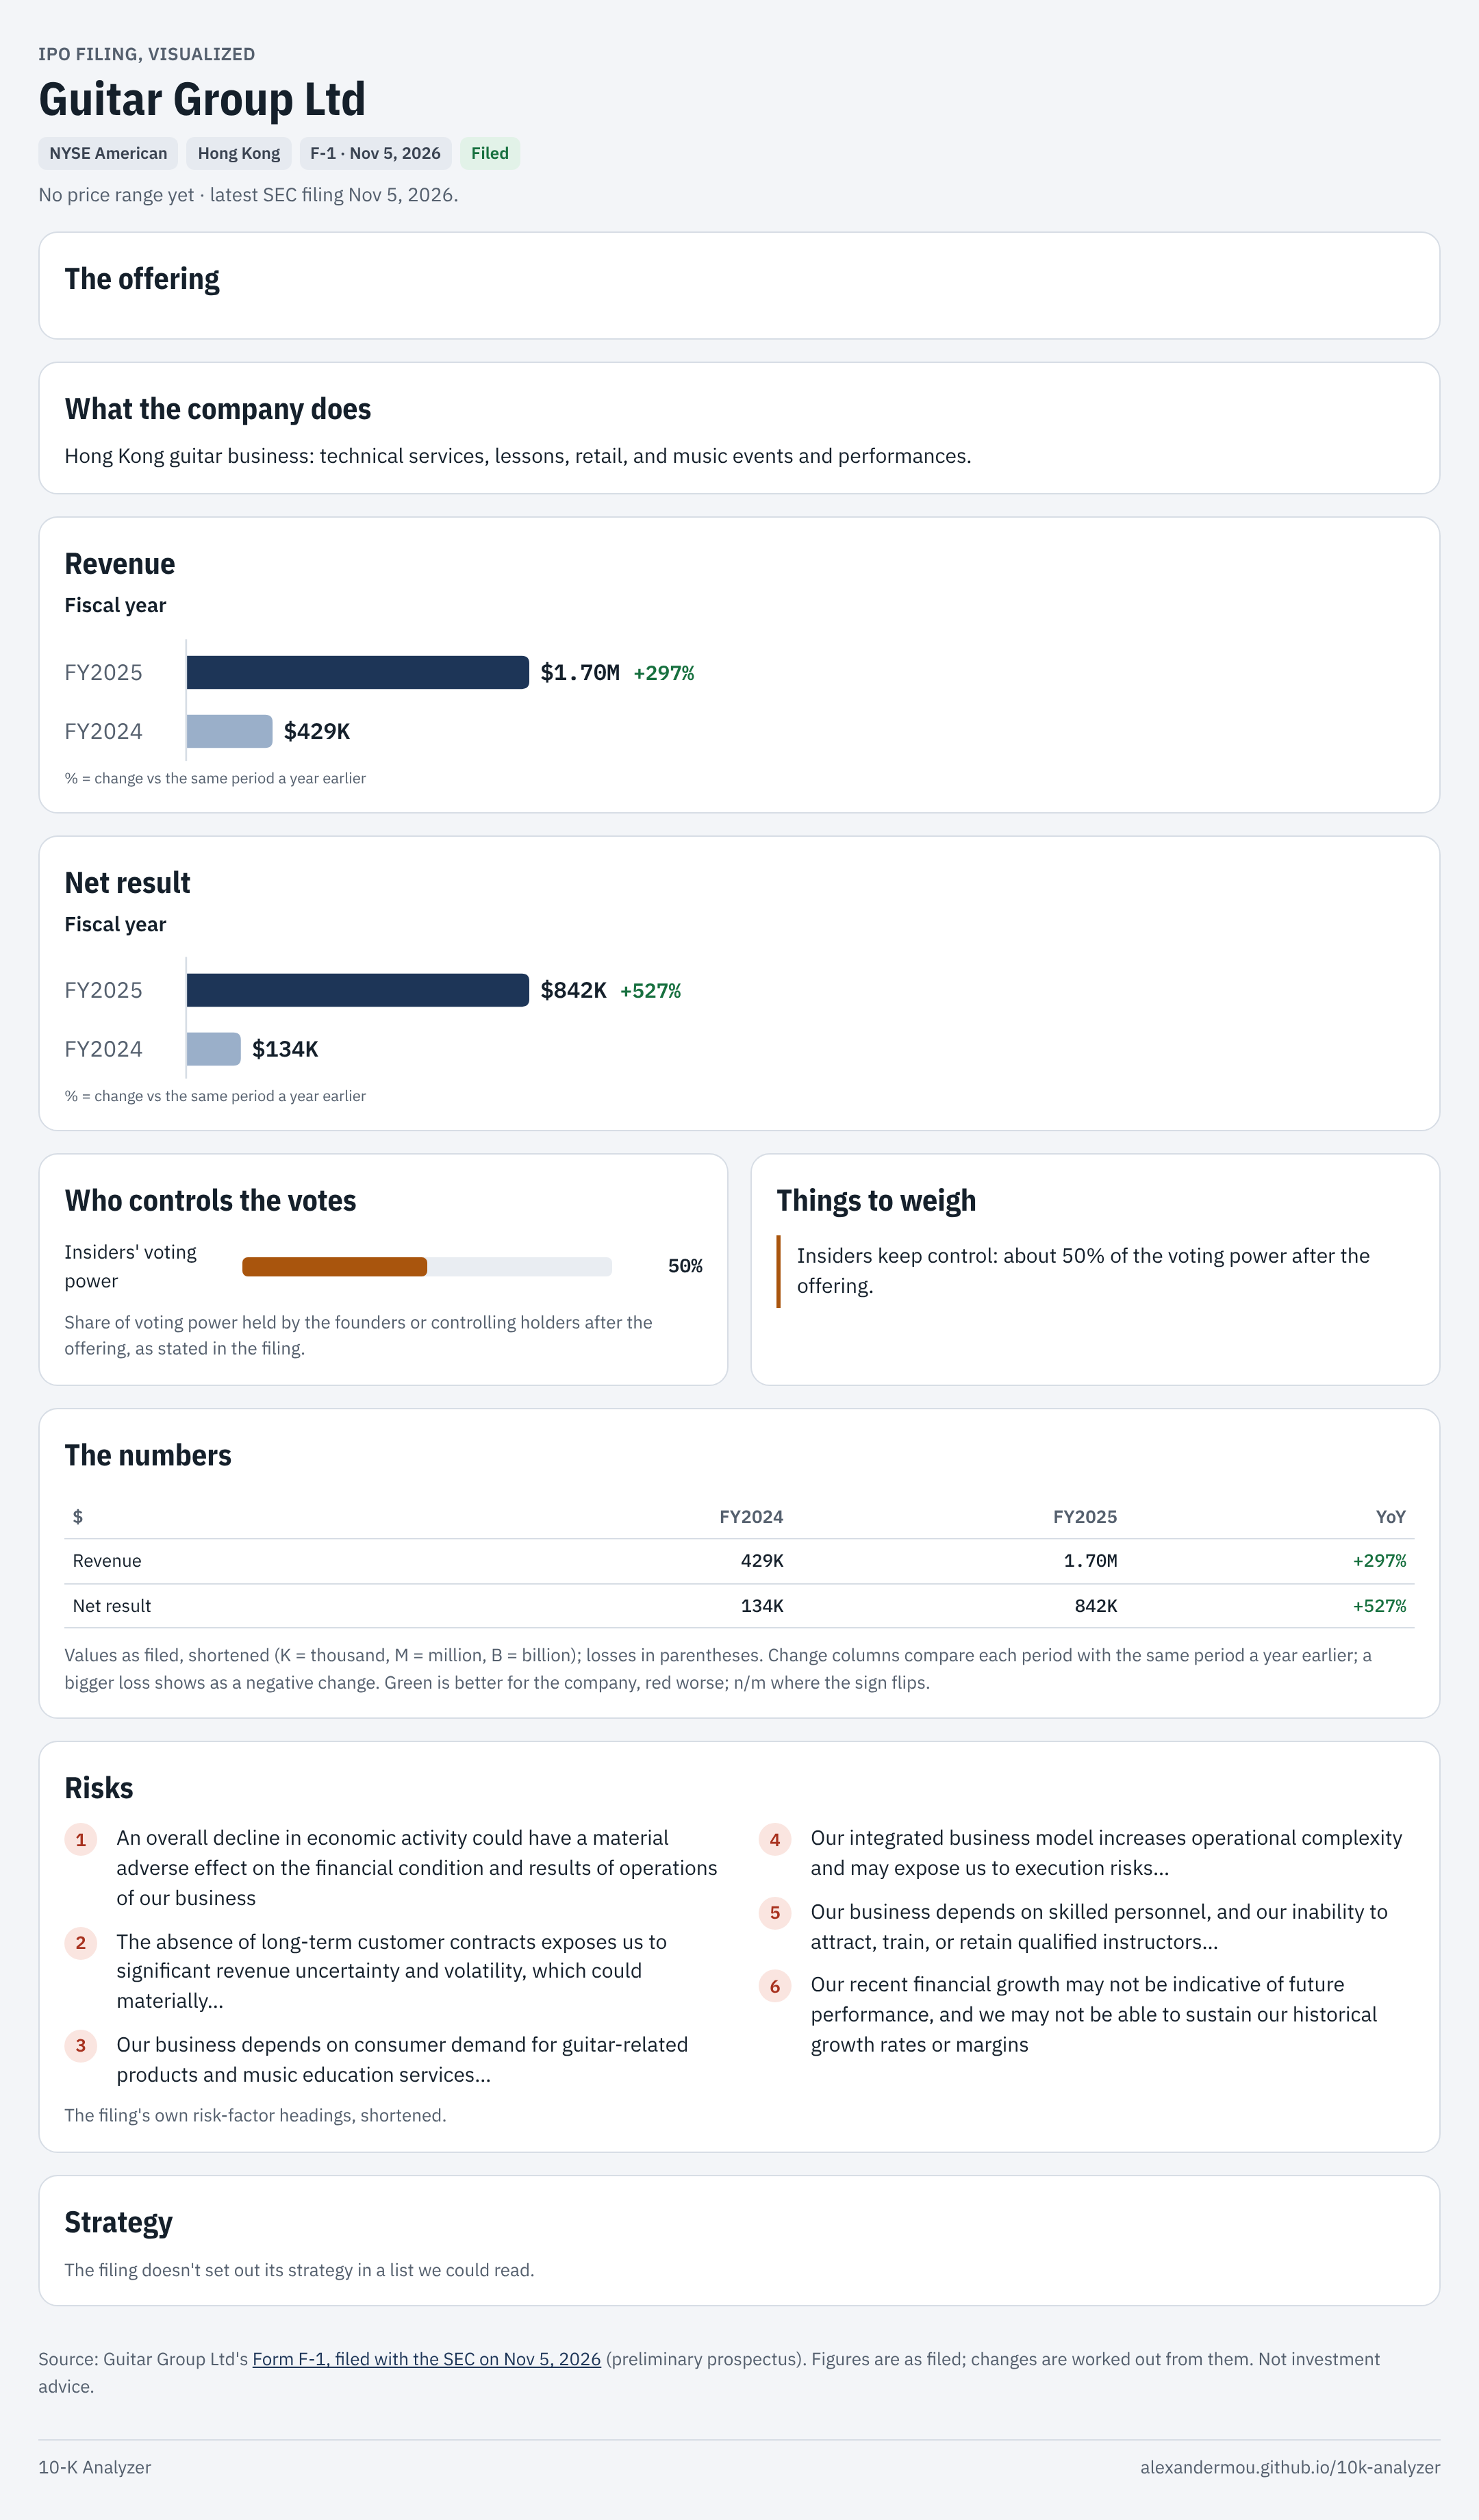 IPO FILING, VISUALIZED
Guitar Group Ltd
NYSE American
Hong Kong
F-1 · Nov 5, 2026
Filed
No price range yet · latest SEC filing Nov 5, 2026.
The offering
What the company does
Hong Kong guitar business: technical services, lessons, retail, and music events and performances.
Revenue
Fiscal year
FY2025 $1.70M +297%
FY2024 $429K
% = change vs the same period a year earlier
Net result
Fiscal year
FY2025 $842K +527%
FY2024 $134K
% = change vs the same period a year earlier
Who controls the votes
Insiders' voting
power
50%
Share of voting power held by the founders or controlling holders after the
offering, as stated in the filing.
Things to weigh
Insiders keep control: about 50% of the voting power after the
offering.
The numbers
$ FY2024 FY2025 YoY
Revenue 429K 1.70M +297%
Net result 134K 842K +527%
Values as filed, shortened (K = thousand, M = million, B = billion); losses in parentheses. Change columns compare each period with the same period a year earlier; a
bigger loss shows as a negative change. Green is better for the company, red worse; n/m where the sign flips.
Risks
1 An overall decline in economic activity could have a material
adverse effect on the financial condition and results of operations
of our business
2 The absence of long-term customer contracts exposes us to
significant revenue uncertainty and volatility, which could
materially…
3 Our business depends on consumer demand for guitar-related
products and music education services…
4 Our integrated business model increases operational complexity
and may expose us to execution risks…
5 Our business depends on skilled personnel, and our inability to
attract, train, or retain qualified instructors…
6 Our recent financial growth may not be indicative of future
performance, and we may not be able to sustain our historical
growth rates or margins
The filing's own risk-factor headings, shortened.
Strategy
The filing doesn't set out its strategy in a list we could read.
Source: Guitar Group Ltd's Form F-1, filed with the SEC on Nov 5, 2026 (preliminary prospectus). Figures are as filed; changes are worked out from them. Not investment
advice.
10-K Analyzer
alexandermou.github.io/10k-analyzer